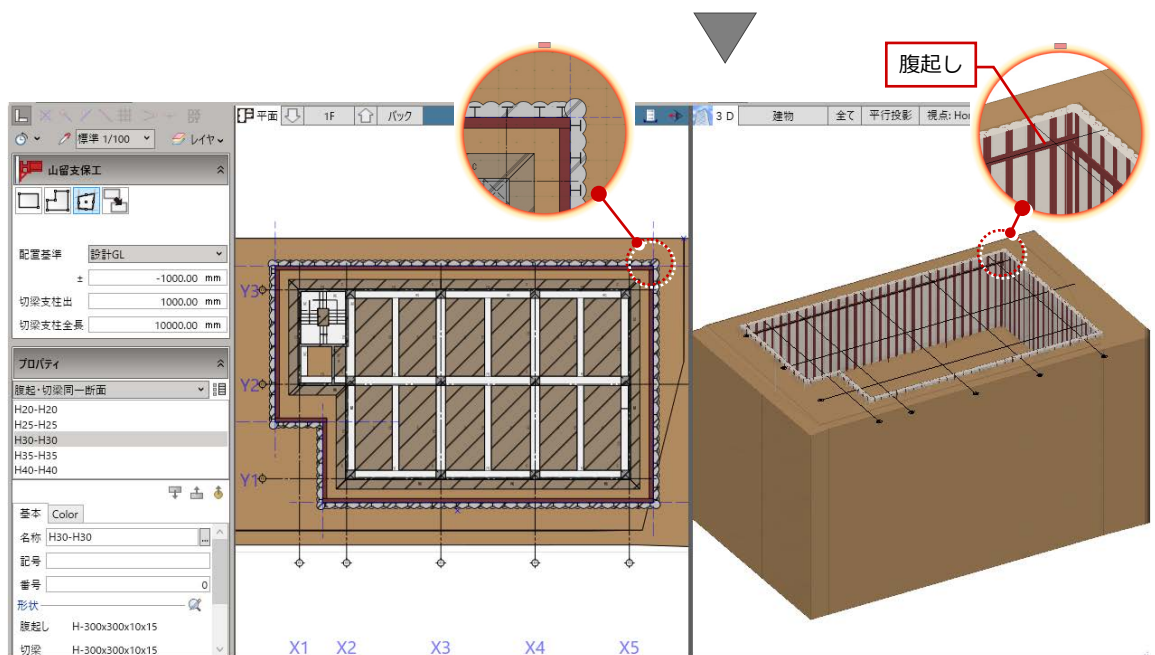 腹起し
標準 1/100
レイヤ
山留支保工
配置基準 設計GL
± -1000.00 mm
切梁支柱出 1000.00 mm
切梁支柱全長 10000.00 mm
プロパティ
腹起・切梁同一断面
H20-H20
H25-H25
H30-H30
H35-H35
H40-H40
基本 Color
名称 H30-H30 ...
記号
番号 0
形状
腹起し H-300x300x10x15
切梁 H-300x300x10x15
平面 1F バック
Y3
Y2
Y1
X1 X2 X3 X4 X5
3 D 建物 全て 平行投影 視点: Hor